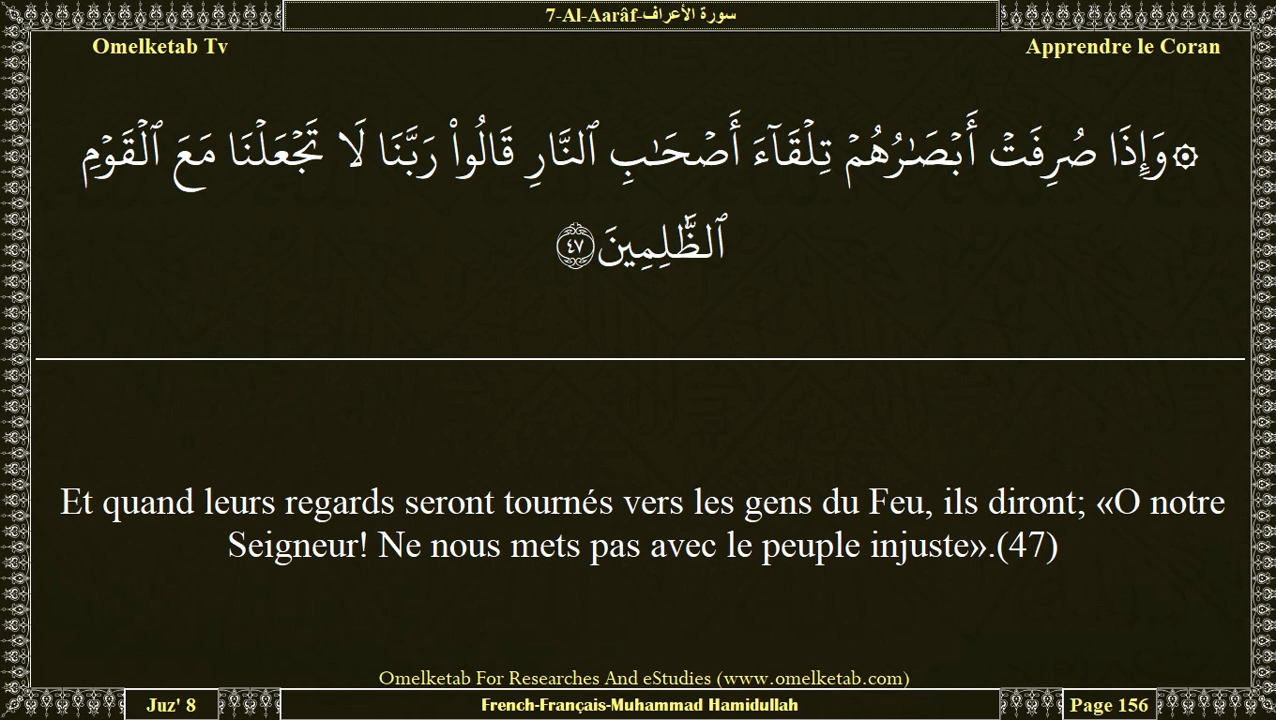 7-Al-Aarâf-سورة الأعراف
Omelketab Tv
Apprendre le Coran
۞وَإِذَا صُرِفَتۡ أَبۡصَٰرُهُمۡ تِلۡقَآءَ أَصۡحَٰبِ ٱلنَّارِ قَالُواْ رَبَّنَا لَا تَجۡعَلۡنَا مَعَ ٱلۡقَوۡمِ
ٱلظَّٰلِمِينَ٤٧
Et quand leurs regards seront tournés vers les gens du Feu, ils diront; «O notre
Seigneur! Ne nous mets pas avec le peuple injuste».(47)
Omelketab For Researches And eStudies (www.omelketab.com)
Juz' 8
French-Français-Muhammad Hamidullah
Page 156